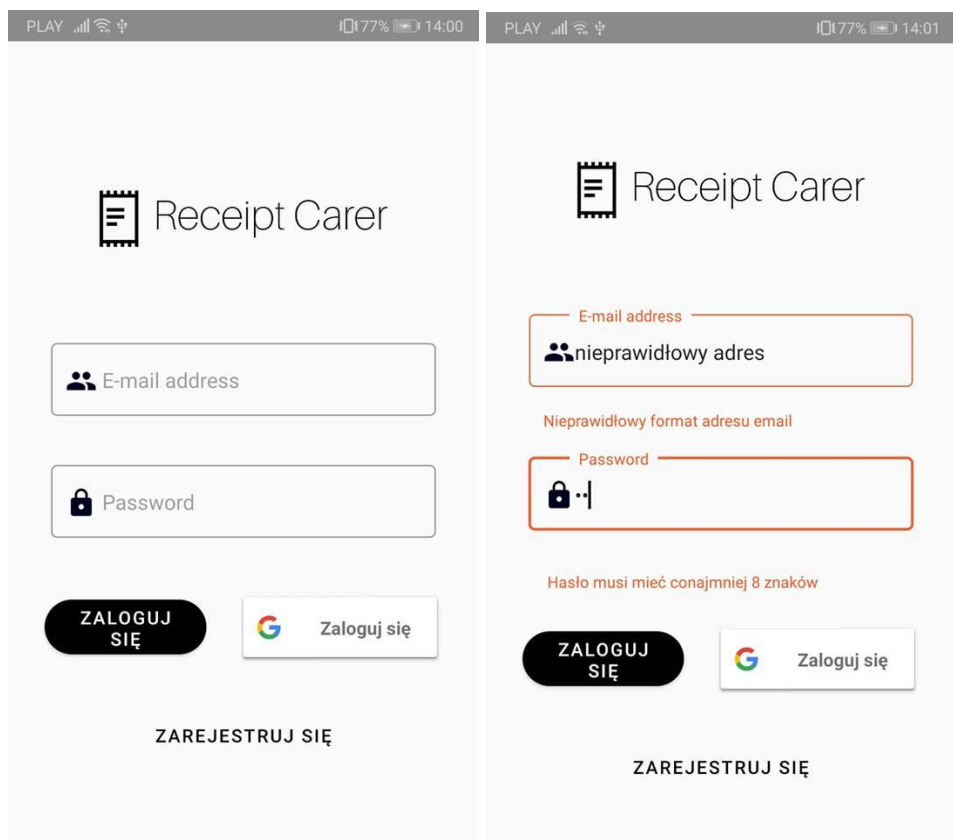 PLAY 77% 14:00
Receipt Carer
E-mail address
Password
ZALOGUJ
SIĘ
Zaloguj się
ZAREJESTRUJ SIĘ
PLAY 77% 14:01
Receipt Carer
E-mail address
nieprawidłowy adres
Nieprawidłowy format adresu email
Password
Hasło musi mieć conajmniej 8 znaków
ZALOGUJ
SIĘ
Zaloguj się
ZAREJESTRUJ SIĘ